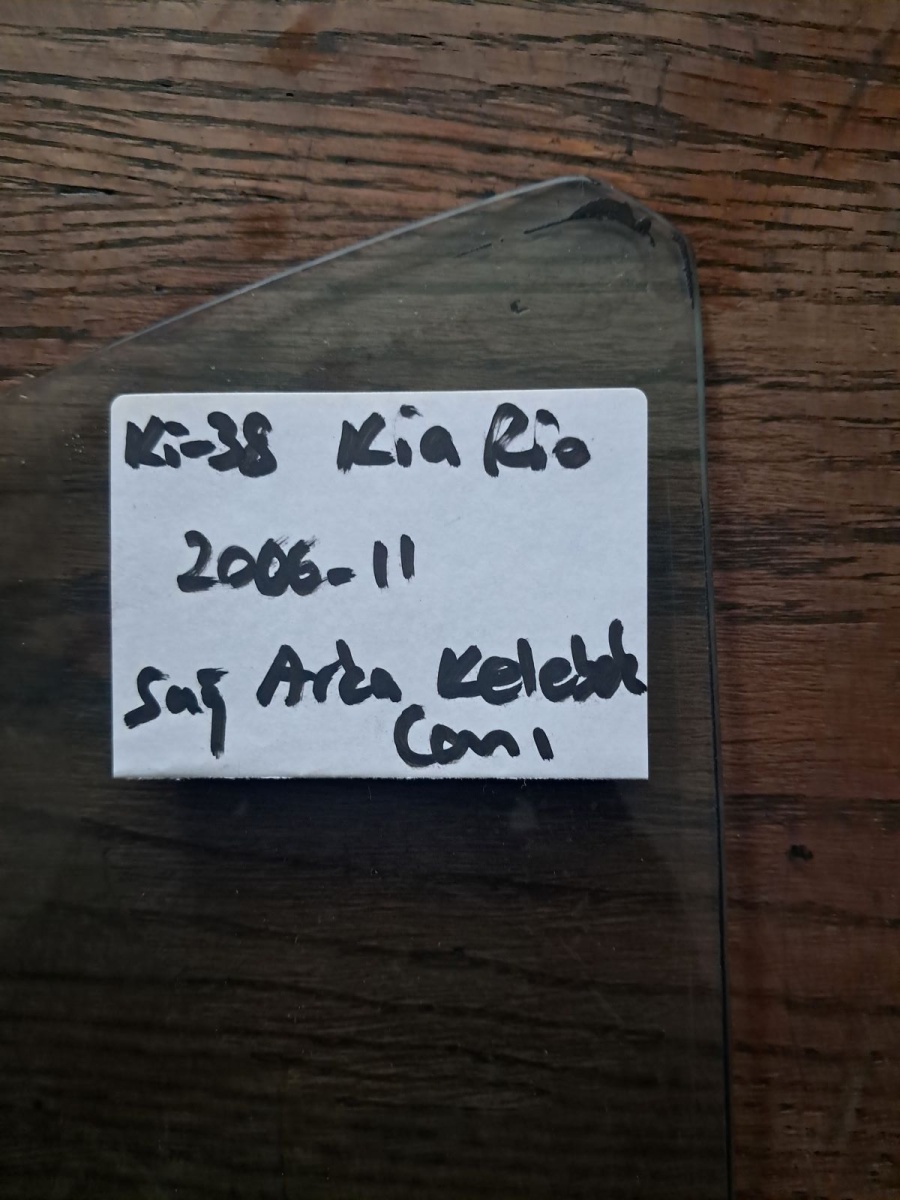 Ki-38 Kia Rio
2006-11
Sağ Arka Kelebek
Camı